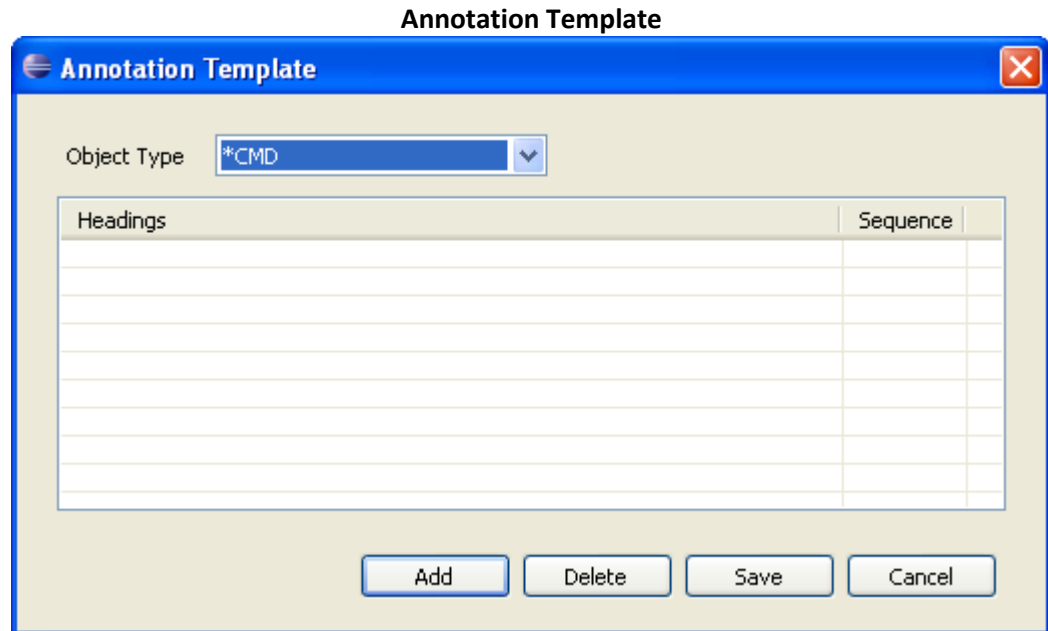 Annotation Template
Annotation Template
Object Type *CMD
Headings Sequence
Add Delete Save Cancel